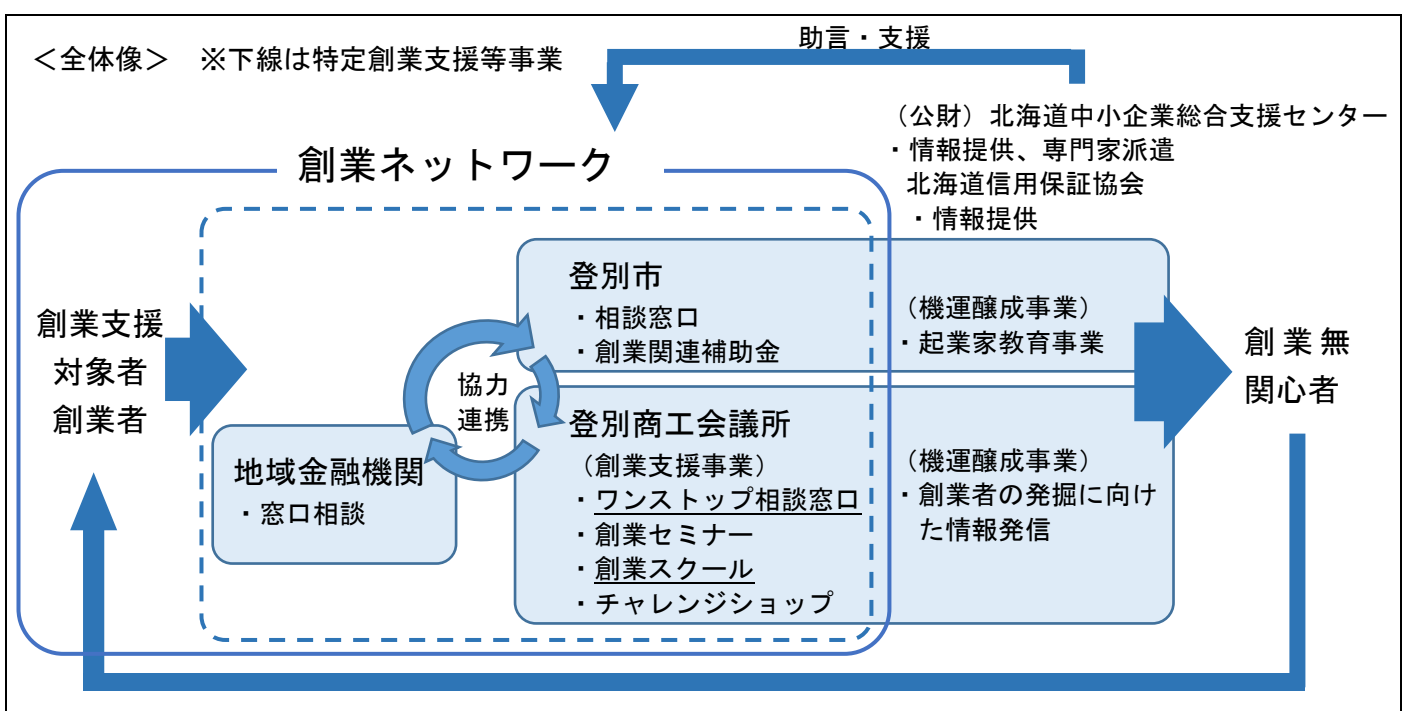 <全体像> ※下線は特定創業支援等事業
助言・支援
(公財)北海道中小企業総合支援センター
・情報提供、専門家派遣
北海道信用保証協会
・情報提供
創業ネットワーク
創業支援
対象者
創業者
登別市
・相談窓口
・創業関連補助金
(機運醸成事業)
・起業家教育事業
協力
連携
地域金融機関
・窓口相談
登別商工会議所
(創業支援事業)
・ワンストップ相談窓口
・創業セミナー
・創業スクール
・チャレンジショップ
(機運醸成事業)
・創業者の発掘に向け
た情報発信
創業無
関心者